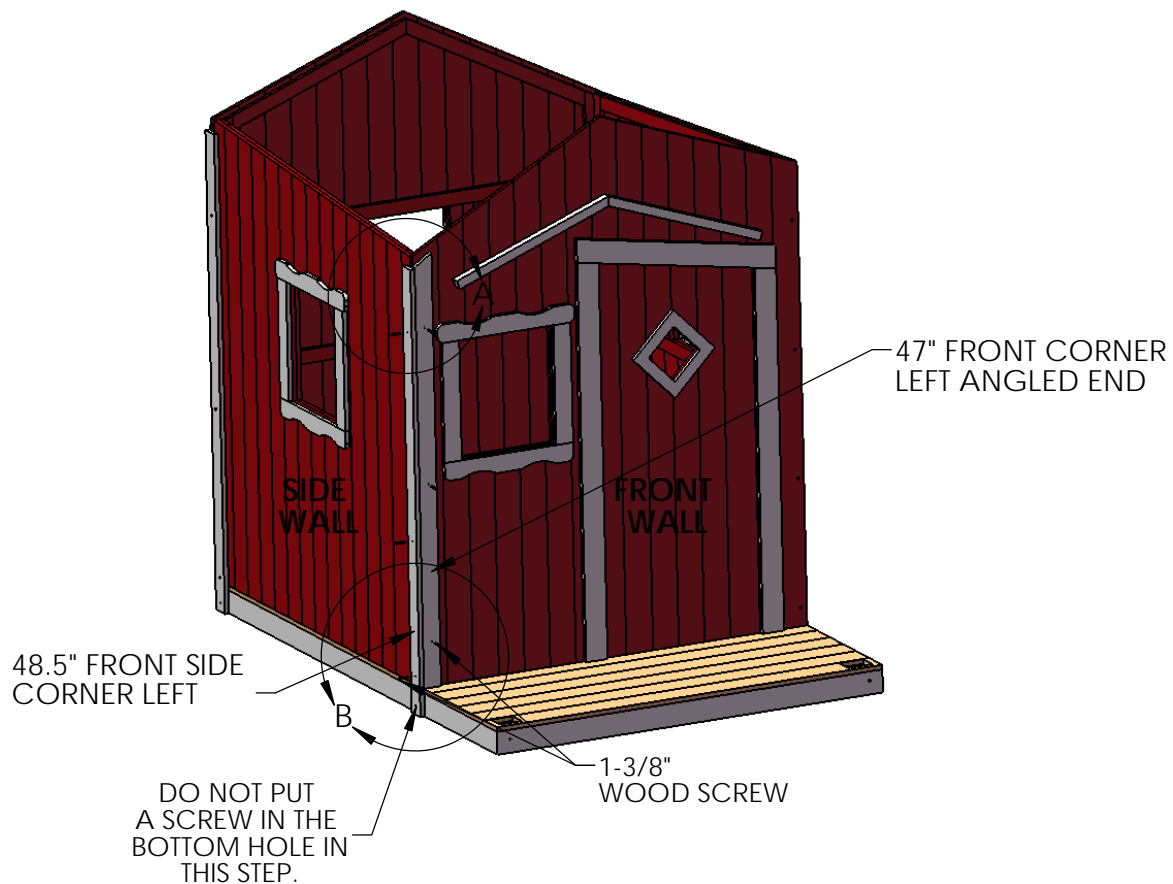 A
47" FRONT CORNER
LEFT ANGLED END
SIDE
WALL
FRONT
WALL
48.5" FRONT SIDE
CORNER LEFT
B
1-3/8"
WOOD SCREW
DO NOT PUT
A SCREW IN THE
BOTTOM HOLE IN
THIS STEP.